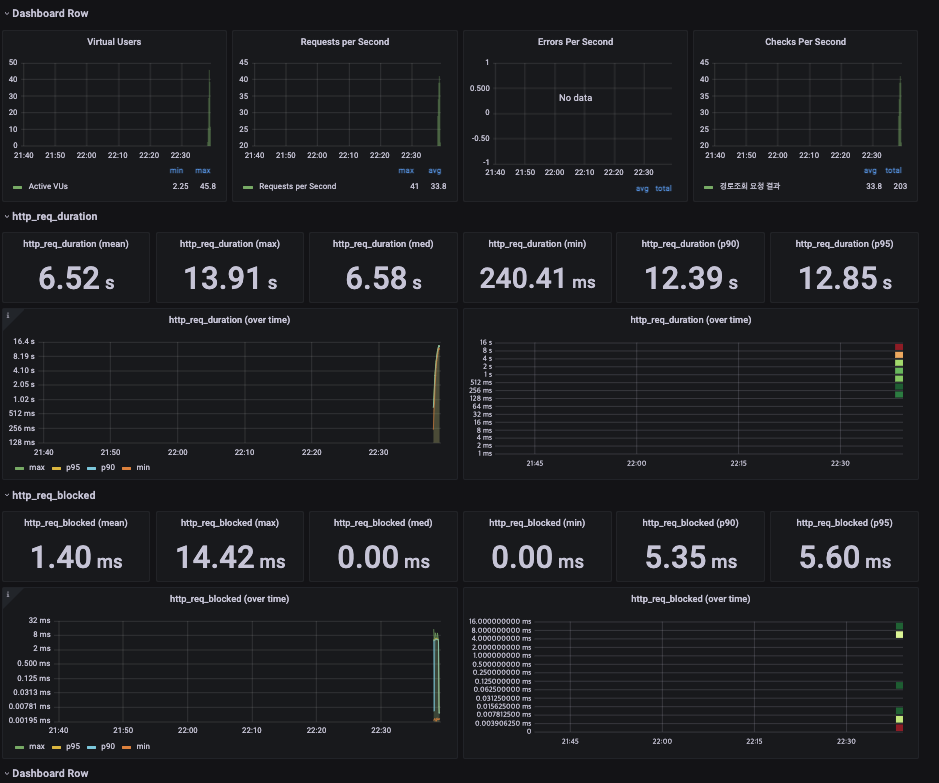 Dashboard Row
Virtual Users
50
40
30
20
10
0
21:40 21:50 22:00 22:10 22:20 22:30
min max
Active VUs 2.25 45.8
Requests per Second
45
40
35
30
25
20
21:40 21:50 22:00 22:10 22:20 22:30
max avg
Requests per Second 41 33.8
Errors Per Second
1
0.500
0
-0.50
-1
No data
21:40 21:50 22:00 22:10 22:20 22:30
avg total
Checks Per Second
45
40
35
30
25
20
21:40 21:50 22:00 22:10 22:20 22:30
avg total
경로조회 요청 결과 33.8 203
http_req_duration
http_req_duration (mean)
6.52 s
http_req_duration (max)
13.91 s
http_req_duration (med)
6.58 s
http_req_duration (min)
240.41 ms
http_req_duration (p90)
12.39 s
http_req_duration (p95)
12.85 s
i
http_req_duration (over time)
16.4 s
8.19 s
4.10 s
2.05 s
1.02 s
512 ms
256 ms
128 ms
21:40 21:50 22:00 22:10 22:20 22:30
max p95 p90 min
http_req_duration (over time)
16 s
8 s
4 s
2 s
1 s
512 ms
256 ms
128 ms
64 ms
32 ms
16 ms
8 ms
4 ms
2 ms
1 ms
21:45 22:00 22:15 22:30
http_req_blocked
http_req_blocked (mean)
1.40 ms
http_req_blocked (max)
14.42 ms
http_req_blocked (med)
0.00 ms
http_req_blocked (min)
0.00 ms
http_req_blocked (p90)
5.35 ms
http_req_blocked (p95)
5.60 ms
i
http_req_blocked (over time)
32 ms
8 ms
2 ms
0.500 ms
0.125 ms
0.0313 ms
0.00781 ms
0.00195 ms
21:40 21:50 22:00 22:10 22:20 22:30
max p95 p90 min
http_req_blocked (over time)
16.000000000 ms
8.000000000 ms
4.000000000 ms
2.000000000 ms
1.000000000 ms
0.500000000 ms
0.250000000 ms
0.125000000 ms
0.062500000 ms
0.031250000 ms
0.015625000 ms
0.007812500 ms
0.003906250 ms
0
21:45 22:00 22:15 22:30
Dashboard Row